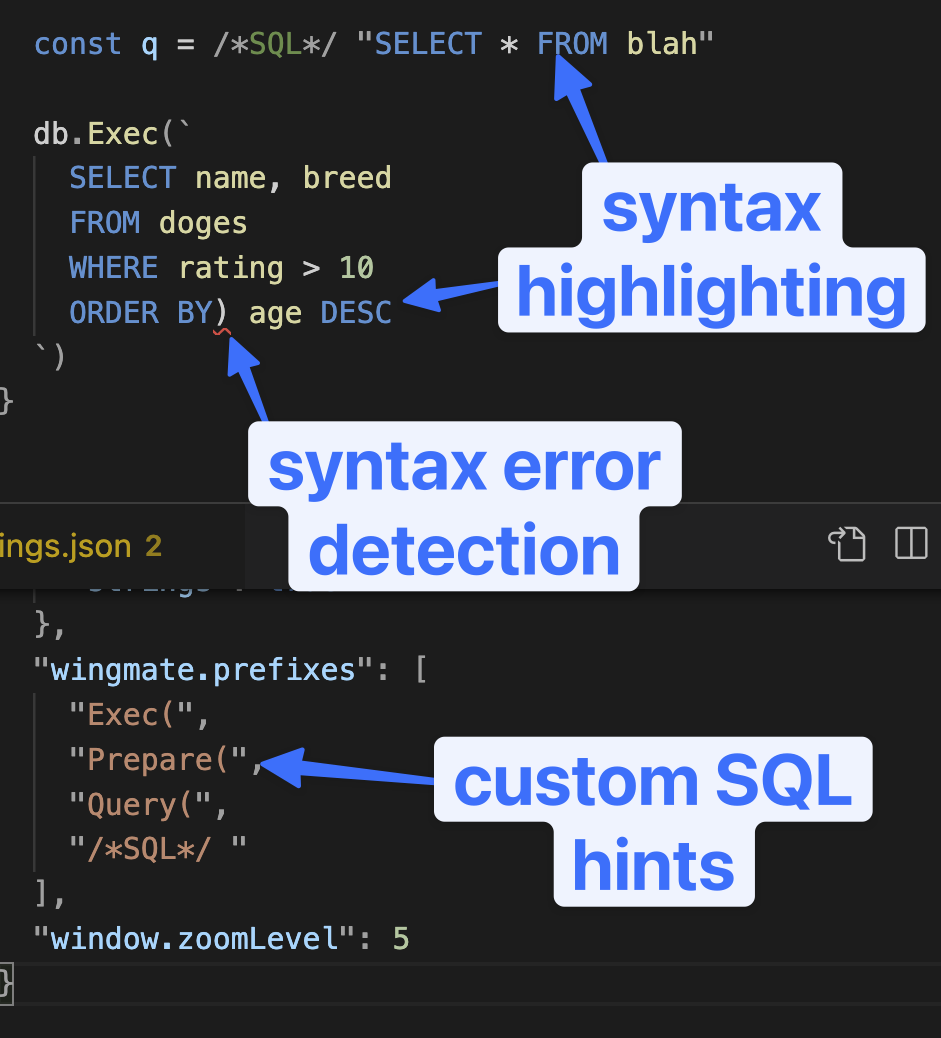 const q = /*SQL*/ "SELECT * FROM blah"
db.Exec(`
SELECT name, breed
FROM doges
WHERE rating > 10
ORDER BY) age DESC
`)
}
syntax
highlighting
syntax error
detection
ings.json 2
},
"wingmate.prefixes": [
"Exec(",
"Prepare(",
"Query(",
"/*SQL*/ "
],
"window.zoomLevel": 5
}
custom SQL
hints